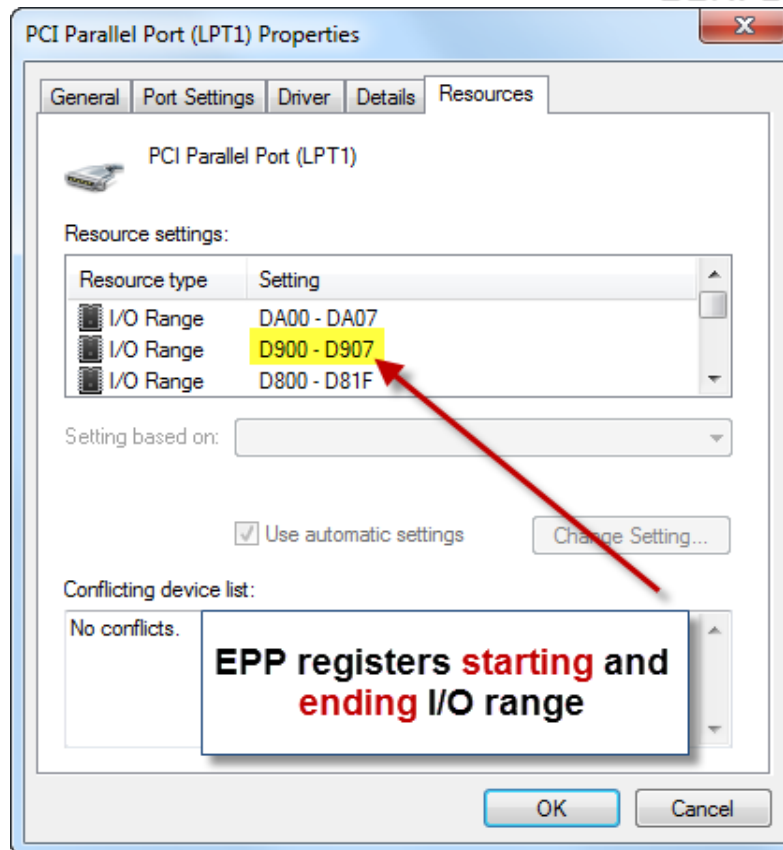 PCI Parallel Port (LPT1) Properties
General Port Settings Driver Details Resources
PCI Parallel Port (LPT1)
Resource settings:
Resource type Setting
I/O Range DA00 - DA07
I/O Range D900 - D907
I/O Range D800 - D81F
Setting based on:
Use automatic settings Change Setting...
Conflicting device list:
No conflicts.
EPP registers starting and
ending I/O range
OK Cancel